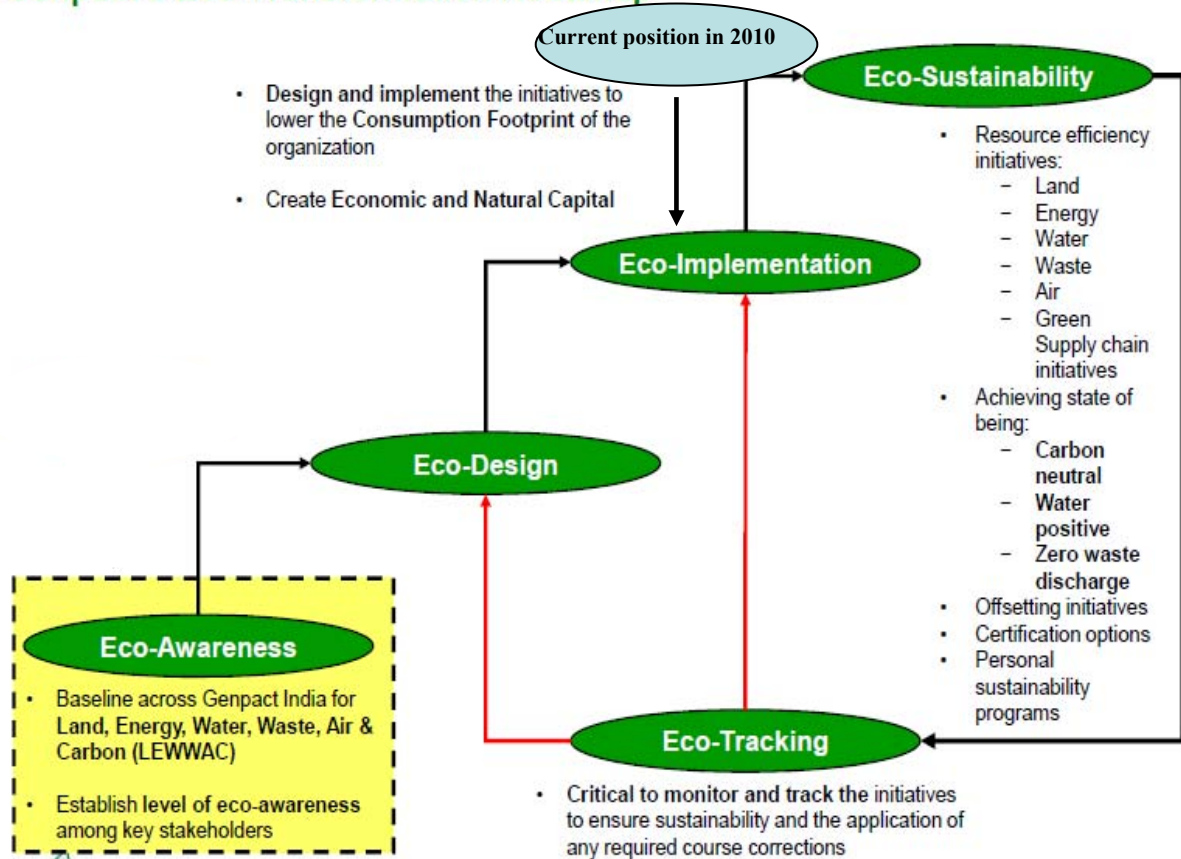 Current position in 2010
Eco-Sustainability
• Design and implement the initiatives to
lower the Consumption Footprint of the
organization
• Create Economic and Natural Capital
• Resource efficiency
initiatives:
– Land
– Energy
– Water
– Waste
– Air
– Green
Supply chain
initiatives
• Achieving state of
being:
– Carbon
neutral
– Water
positive
– Zero waste
discharge
• Offsetting initiatives
• Certification options
• Personal
sustainability
programs
Eco-Implementation
Eco-Design
Eco-Awareness
• Baseline across Genpact India for
Land, Energy, Water, Waste, Air &
Carbon (LEWWAC)
• Establish level of eco-awareness
among key stakeholders
Eco-Tracking
• Critical to monitor and track the initiatives
to ensure sustainability and the application of
any required course corrections